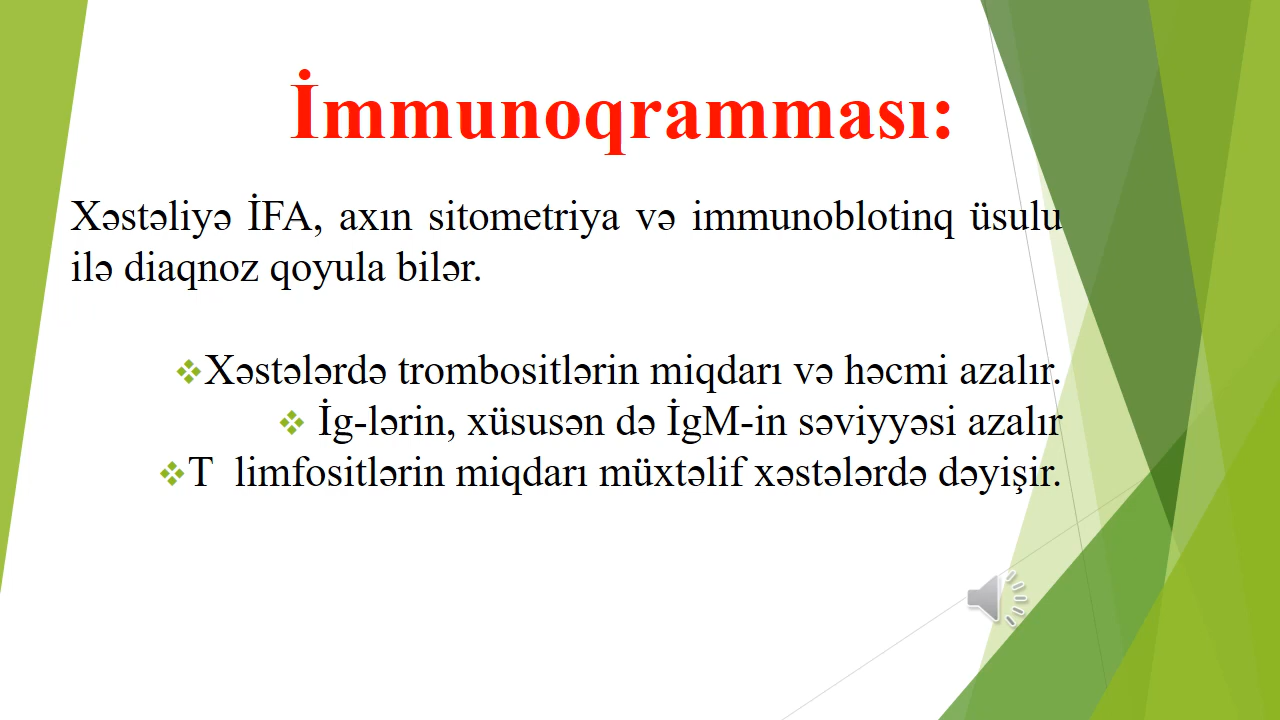 İmmunoqramması:
Xəstəliyə İFA, axın sitometriya və immunoblotinq üsulu
ilə diaqnoz qoyula bilər.
❖Xəstələrdə trombositlərin miqdarı və həcmi azalır.
❖ İg-lərin, xüsusən də İgM-in səviyyəsi azalır
❖T limfositlərin miqdarı müxtəlif xəstələrdə dəyişir.